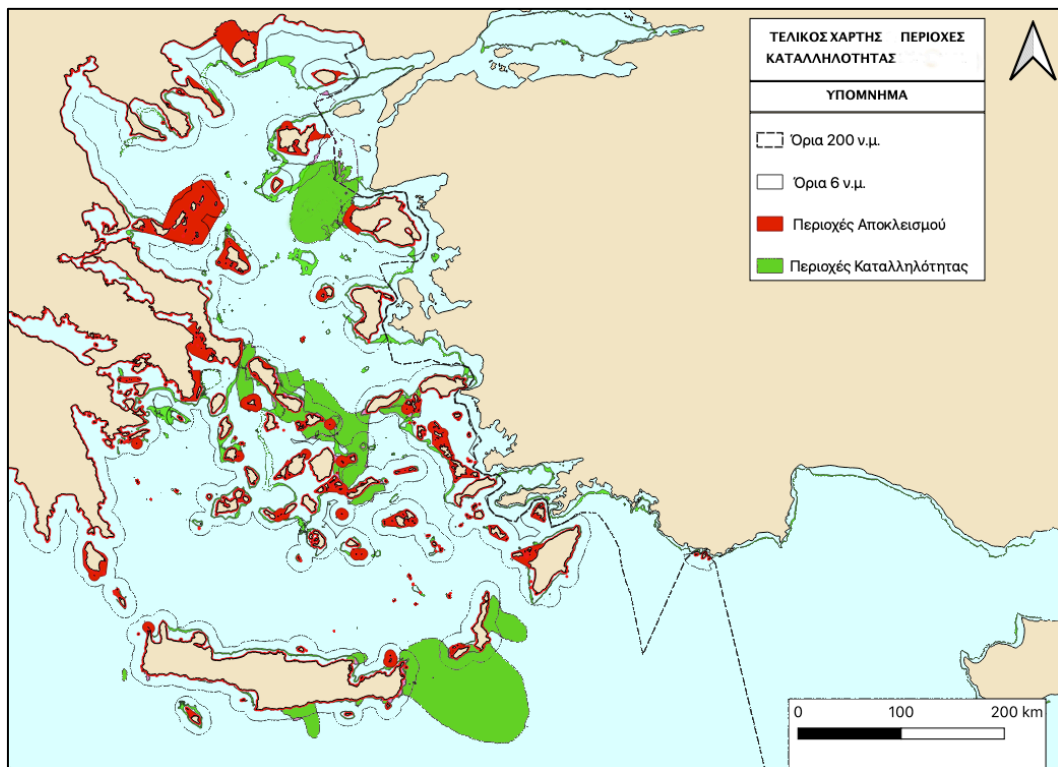 ΤΕΛΙΚΟΣ ΧΑΡΤΗΣ ΠΕΡΙΟΧΕΣ
ΚΑΤΑΛΛΗΛΟΤΗΤΑΣ
ΥΠΟΜΝΗΜΑ
Όρια 200 ν.μ.
Όρια 6 ν.μ.
Περιοχές Αποκλεισμού
Περιοχές Καταλληλότητας
0 100 200 km